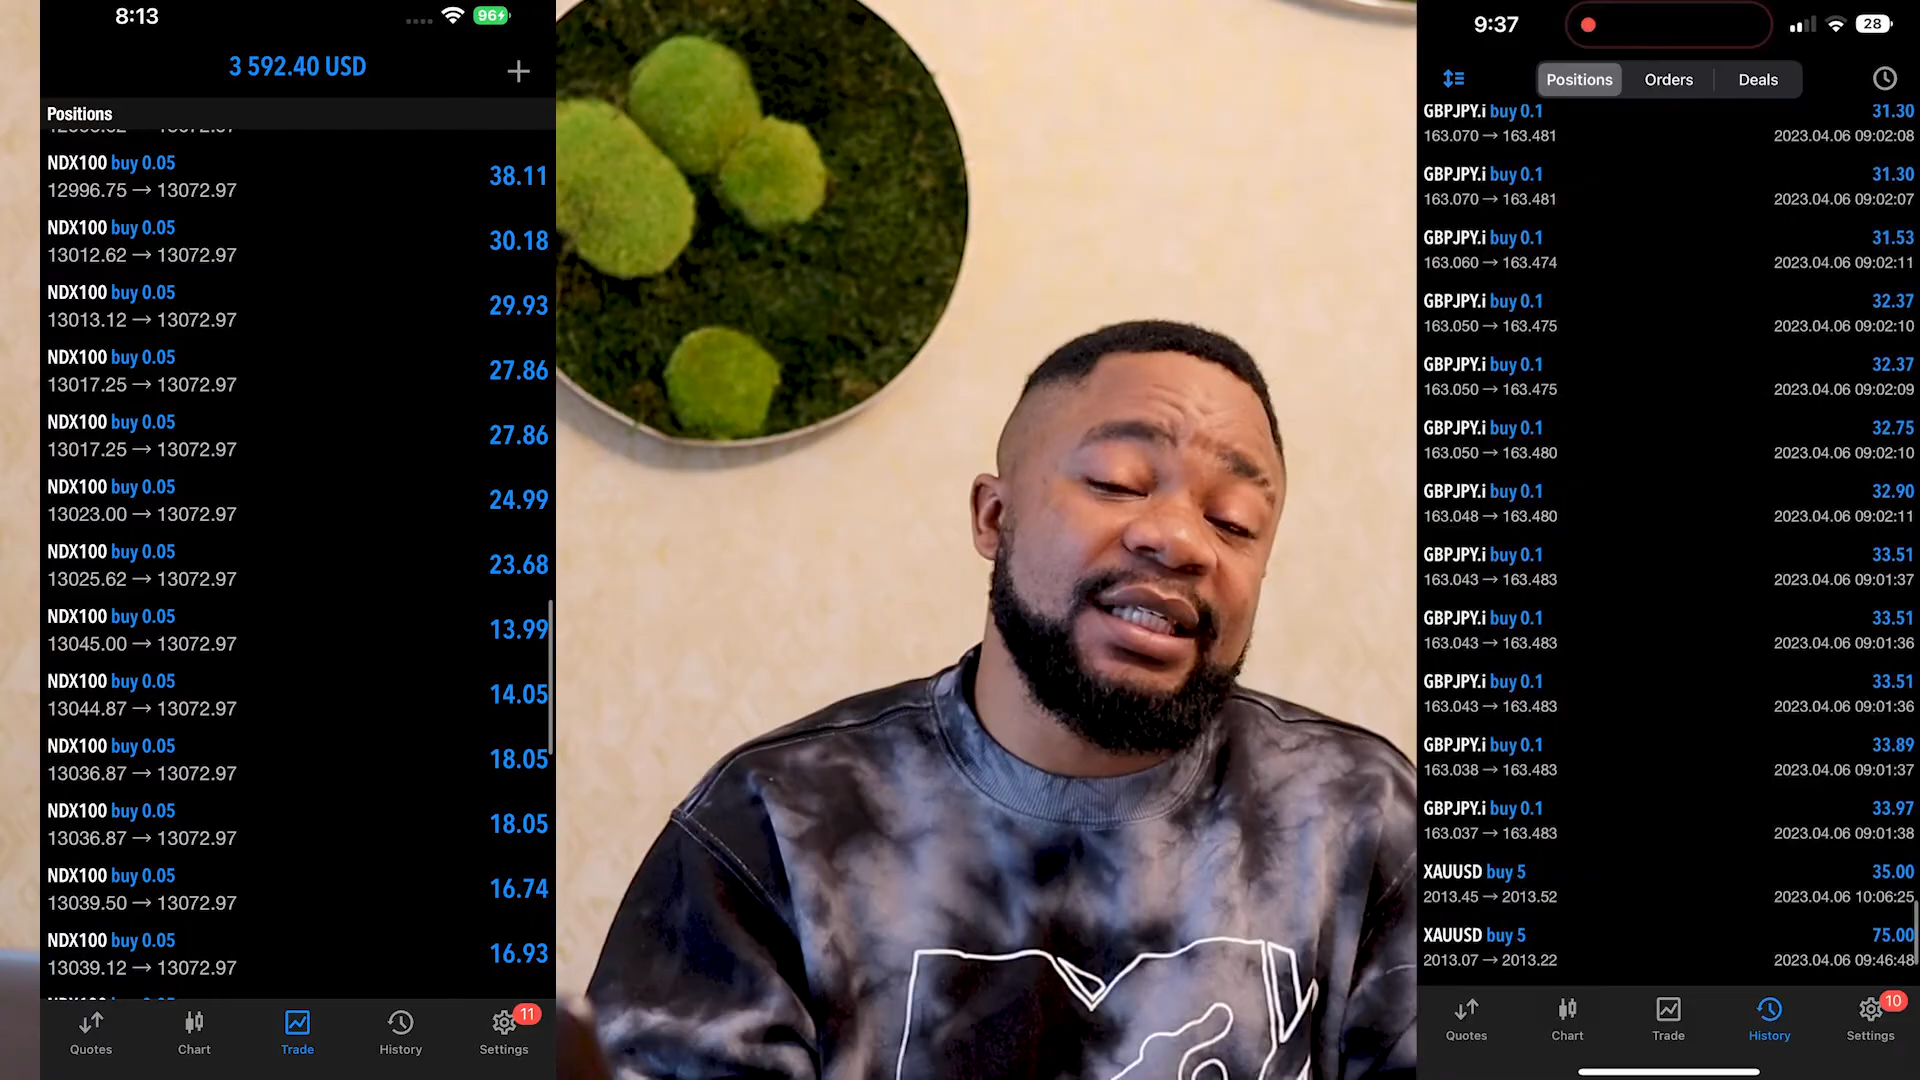 8:13
96
3 592.40 USD
Positions
NDX100 buy 0.05
38.11
12996.75 → 13072.97
NDX100 buy 0.05
30.18
13012.62 → 13072.97
NDX100 buy 0.05
29.93
13013.12 → 13072.97
NDX100 buy 0.05
27.86
13017.25 → 13072.97
NDX100 buy 0.05
27.86
13017.25 → 13072.97
NDX100 buy 0.05
24.99
13023.00 → 13072.97
NDX100 buy 0.05
23.68
13025.62 → 13072.97
NDX100 buy 0.05
13.99
13045.00 → 13072.97
NDX100 buy 0.05
14.05
13044.87 → 13072.97
NDX100 buy 0.05
18.05
13036.87 → 13072.97
NDX100 buy 0.05
18.05
13036.87 → 13072.97
NDX100 buy 0.05
16.74
13039.50 → 13072.97
NDX100 buy 0.05
16.93
13039.12 → 13072.97
11
Quotes Chart Trade History Settings
9:37
28
Positions Orders Deals
GBPJPY.i buy 0.1 31.30
163.070 → 163.481 2023.04.06 09:02:08
GBPJPY.i buy 0.1 31.30
163.070 → 163.481 2023.04.06 09:02:07
GBPJPY.i buy 0.1 31.53
163.060 → 163.474 2023.04.06 09:02:11
GBPJPY.i buy 0.1 32.37
163.050 → 163.475 2023.04.06 09:02:10
GBPJPY.i buy 0.1 32.37
163.050 → 163.475 2023.04.06 09:02:09
GBPJPY.i buy 0.1 32.75
163.050 → 163.480 2023.04.06 09:02:10
GBPJPY.i buy 0.1 32.90
163.048 → 163.480 2023.04.06 09:02:11
GBPJPY.i buy 0.1 33.51
163.043 → 163.483 2023.04.06 09:01:37
GBPJPY.i buy 0.1 33.51
163.043 → 163.483 2023.04.06 09:01:36
GBPJPY.i buy 0.1 33.51
163.043 → 163.483 2023.04.06 09:01:36
GBPJPY.i buy 0.1 33.89
163.038 → 163.483 2023.04.06 09:01:37
GBPJPY.i buy 0.1 33.97
163.037 → 163.483 2023.04.06 09:01:38
XAUUSD buy 5 35.00
2013.45 → 2013.52 2023.04.06 10:06:25
XAUUSD buy 5 75.00
2013.07 → 2013.22 2023.04.06 09:46:48
10
Quotes Chart Trade History Settings